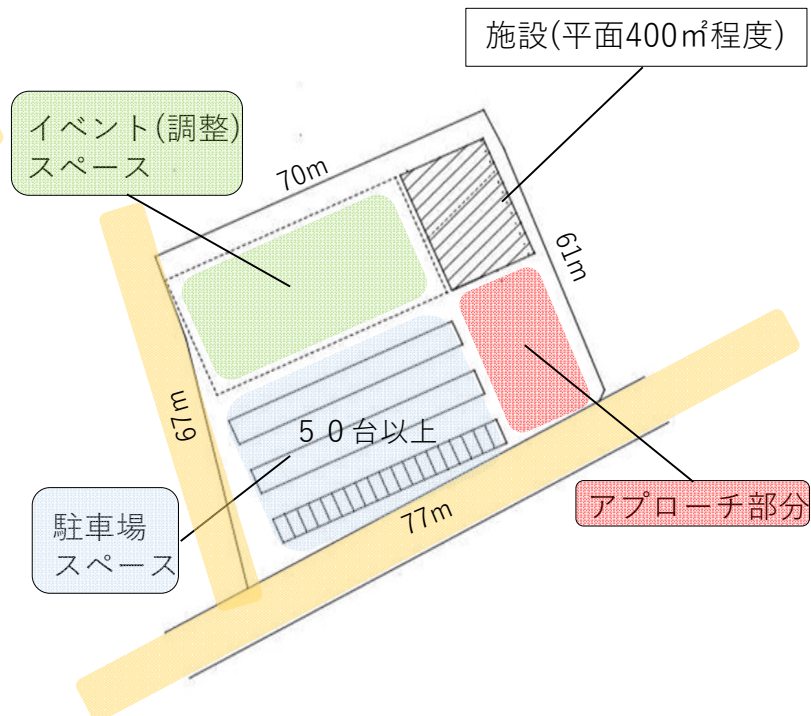 施設(平面400㎡程度)
イベント(調整)
スペース
70m
61m
67m
50台以上
77m
駐車場
スペース
アプローチ部分